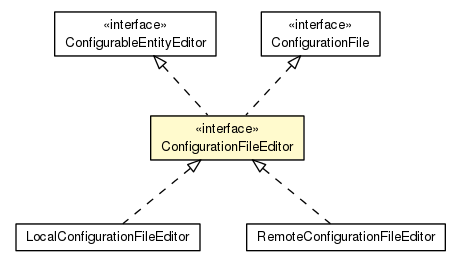 «interface»
ConfigurableEntityEditor
«interface»
ConfigurationFile
«interface»
ConfigurationFileEditor
LocalConfigurationFileEditor
RemoteConfigurationFileEditor